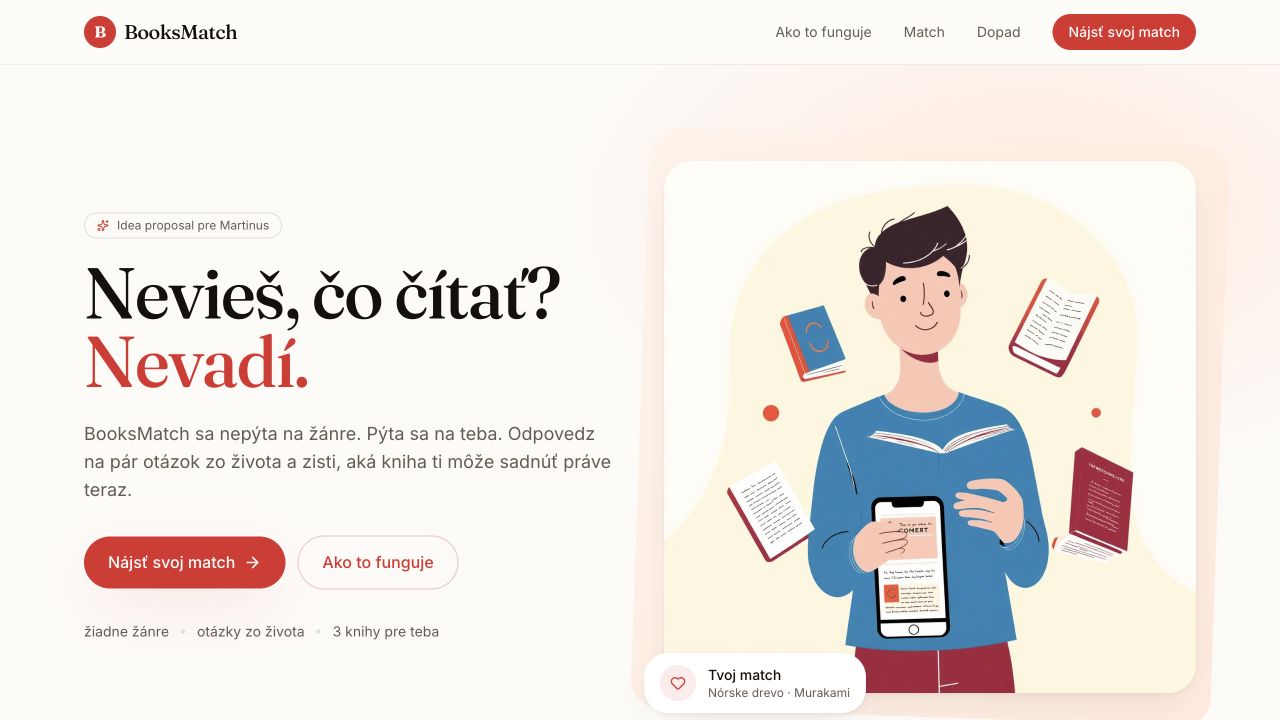 B BooksMatch
Ako to funguje
Match
Dopad
Nájsť svoj match
Idea proposal pre Martinus
Nevieš, čo čítať?
Nevadí.
BooksMatch sa nepýta na žánre. Pýta sa na teba. Odpovedz
na pár otázok zo života a zisti, aká kniha ti môže sadnúť práve
teraz.
Nájsť svoj match
Ako to funguje
žiadne žánre • otázky zo života • 3 knihy pre teba
COMERT
Tvoj match
Nórske drevo · Murakami